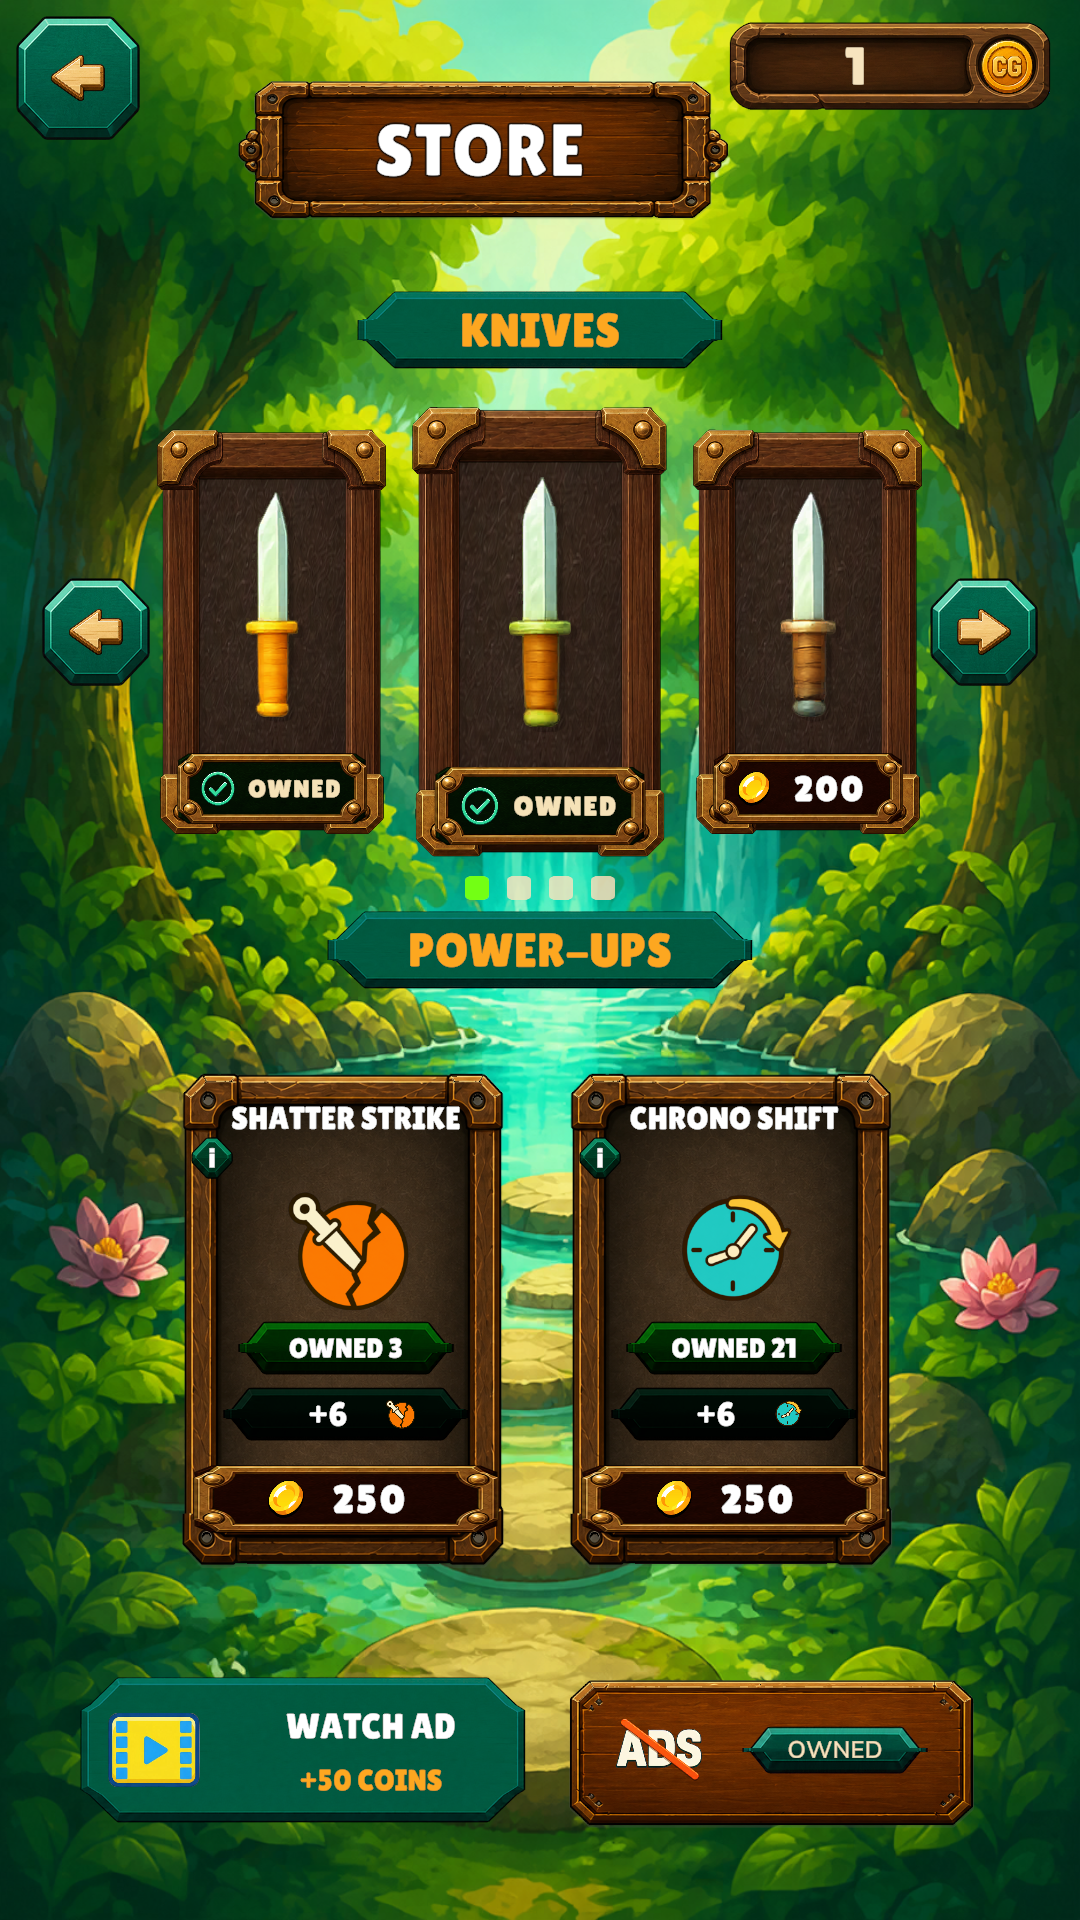 1
CG
STORE
KNIVES
OWNED
OWNED
200
POWER-UPS
SHATTER STRIKE
i
OWNED 3
+6
250
CHRONO SHIFT
i
OWNED 21
+6
250
WATCH AD
+50 COINS
ADS
OWNED